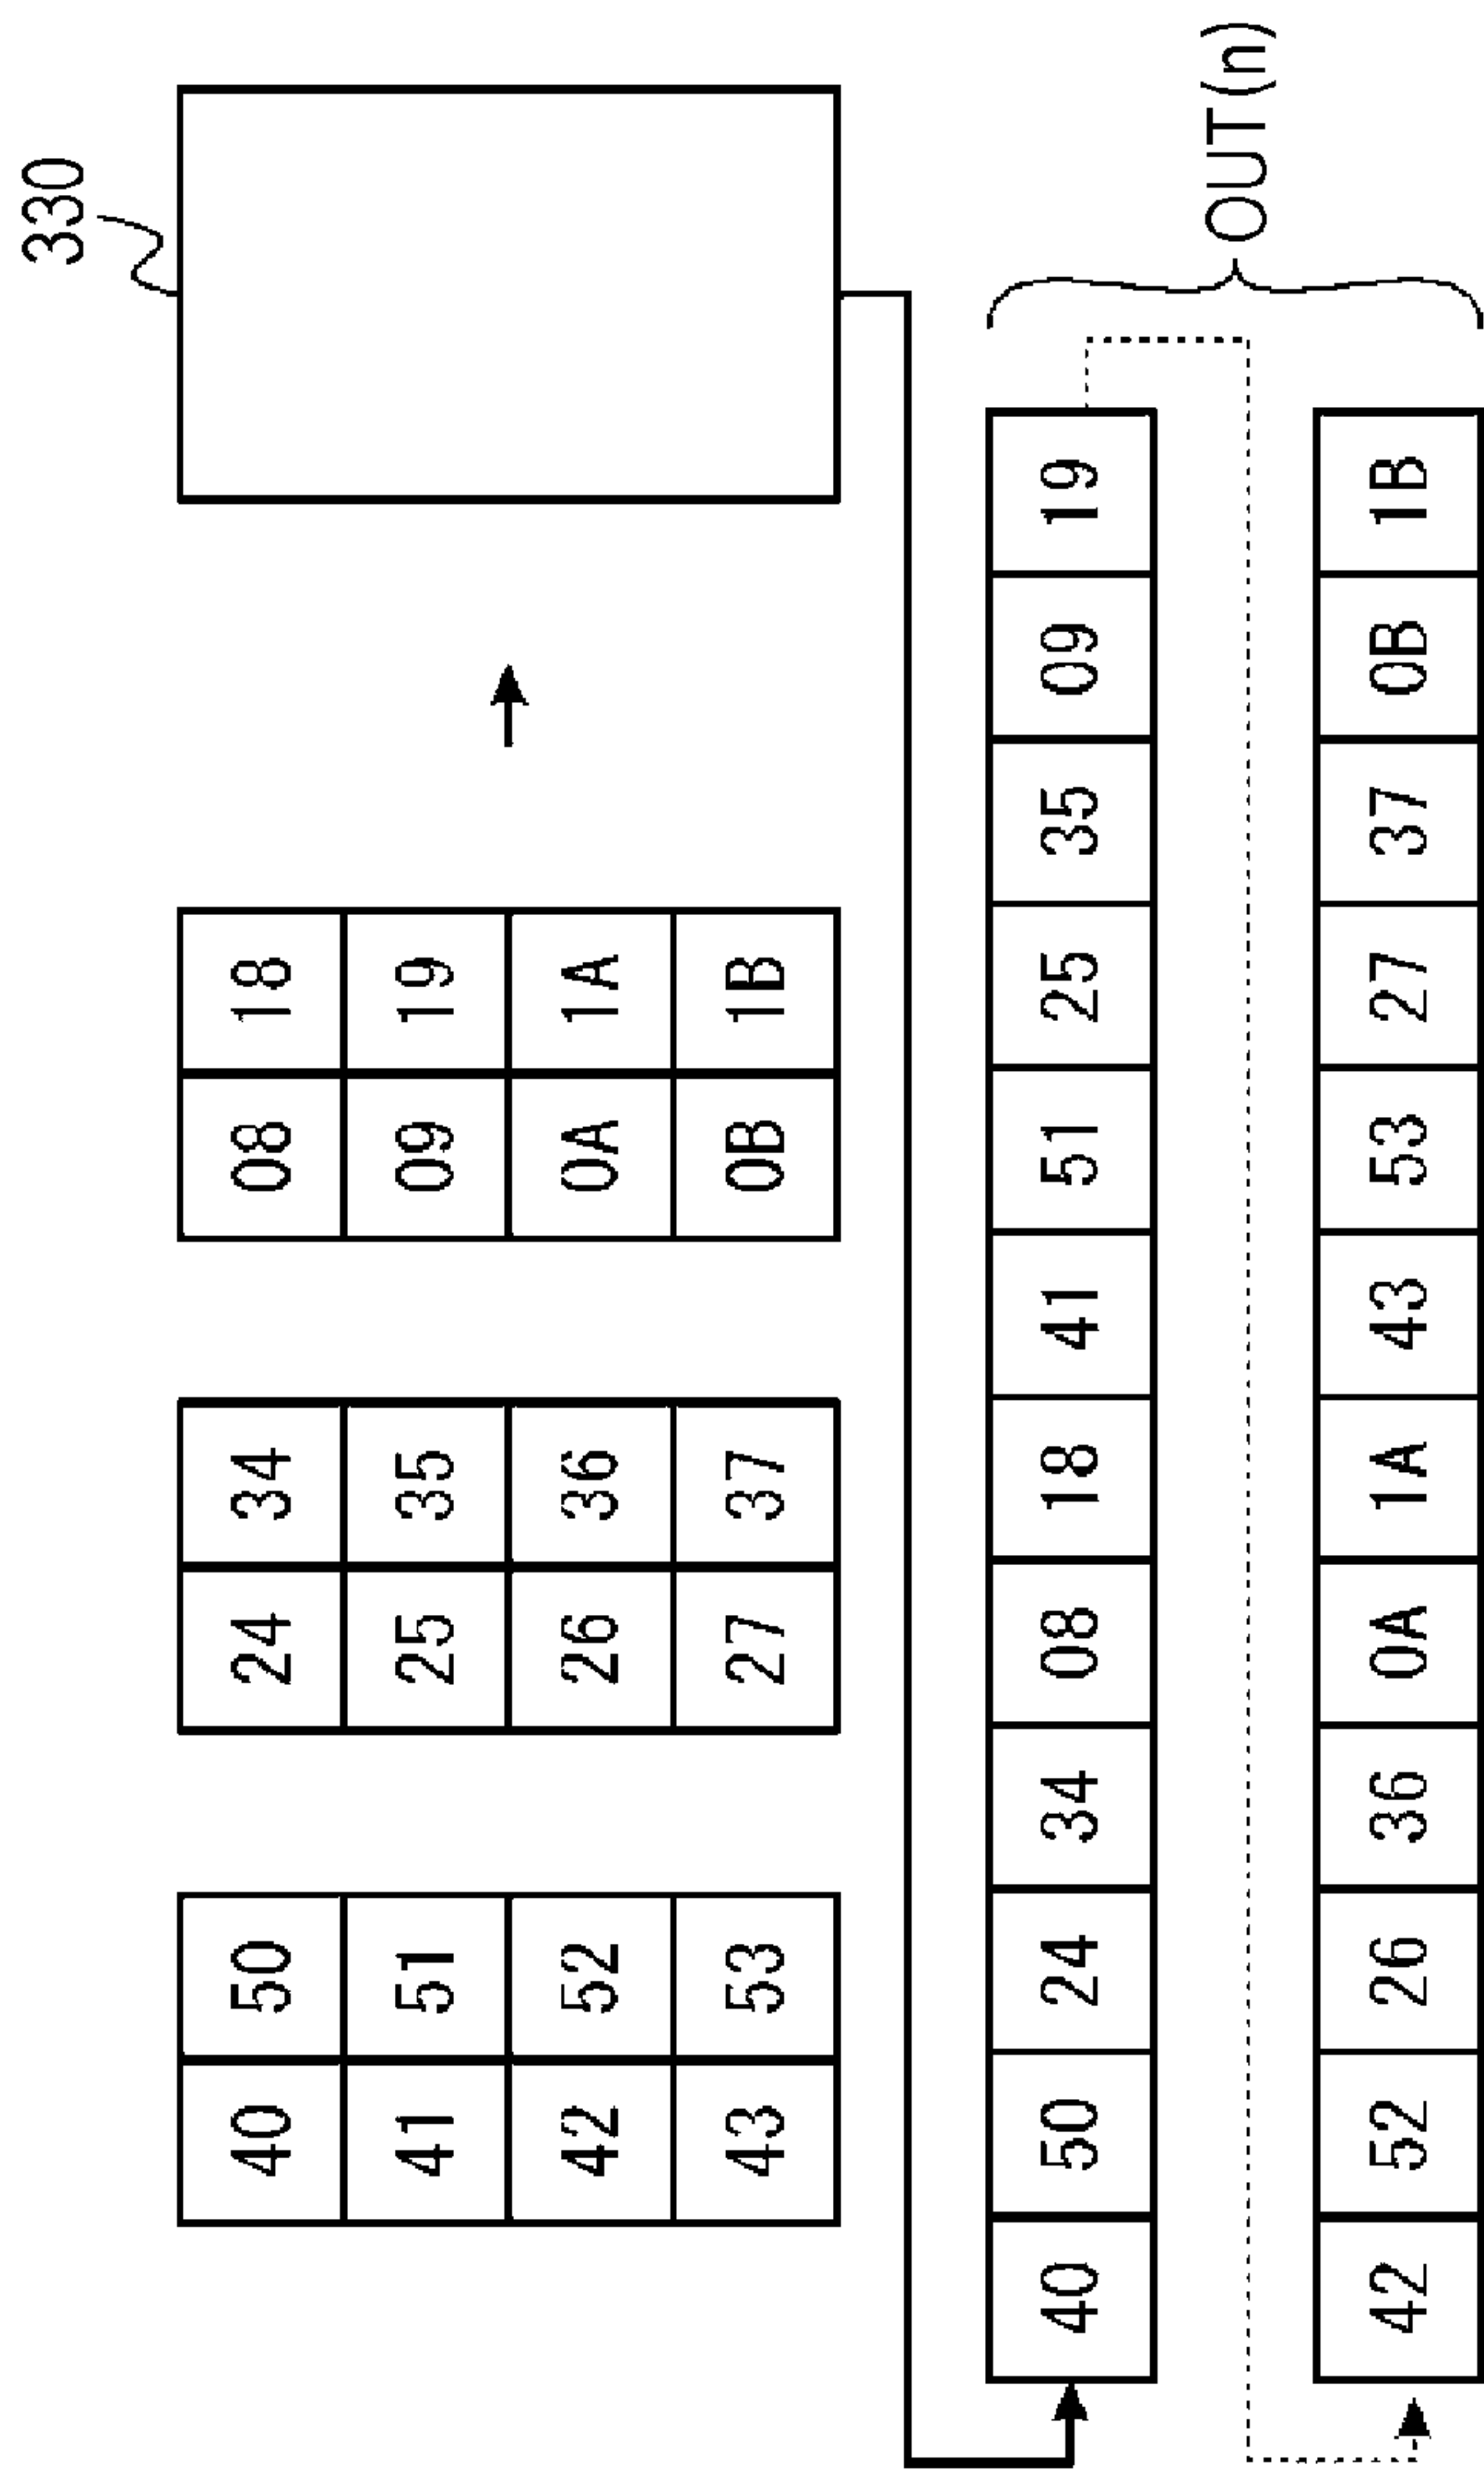 330
40 50 24 34 08 18
41 51 25 35 09 19
42 52 26 36 0A 1A
43 53 27 37 0B 1B
40 50 24 34 08 18 41 51 25 35 09 19
OUT(n)
42 52 26 36 0A 1A 43 53 27 37 0B 1B